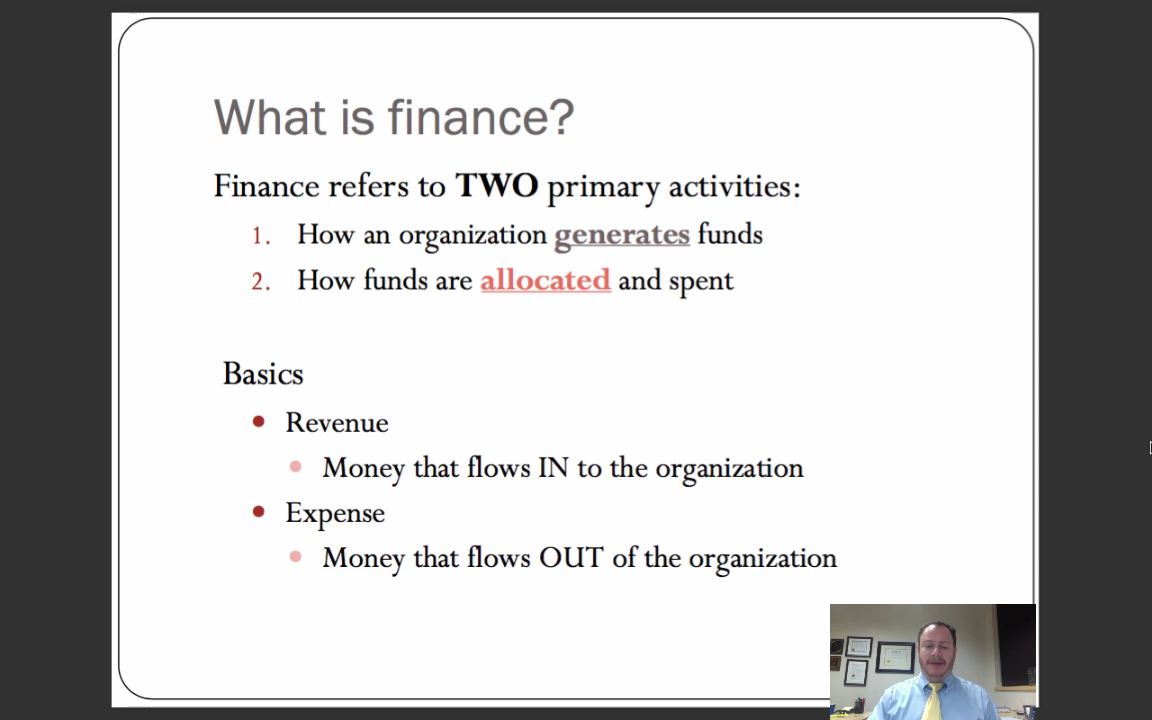 What is finance?
Finance refers to TWO primary activities:
1. How an organization generates funds
2. How funds are allocated and spent
Basics
Revenue
Money that flows IN to the organization
Expense
Money that flows OUT of the organization